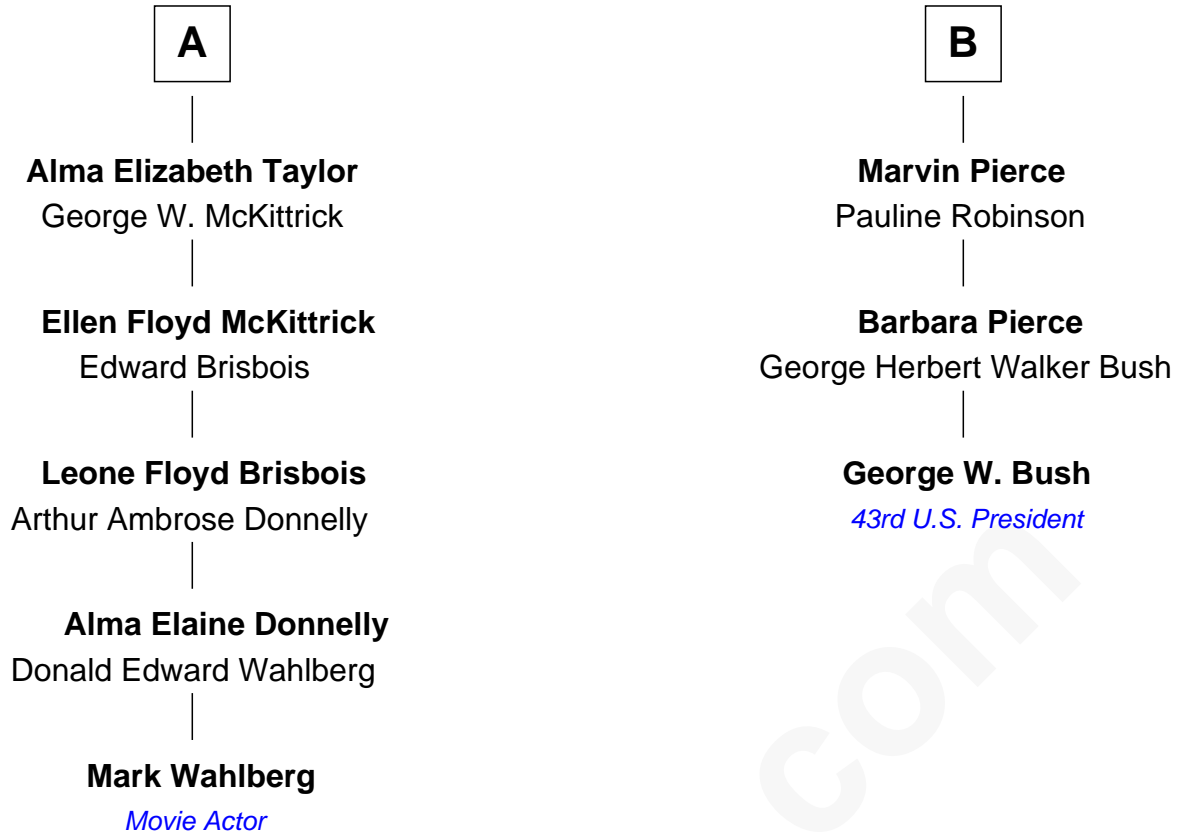 A
Alma Elizabeth Taylor
George W. McKittrick
Ellen Floyd McKittrick
Edward Brisbois
Leone Floyd Brisbois
Arthur Ambrose Donnelly
Alma Elaine Donnelly
Donald Edward Wahlberg
Mark Wahlberg
Movie Actor
B
Marvin Pierce
Pauline Robinson
Barbara Pierce
George Herbert Walker Bush
George W. Bush
43rd U.S. President
com